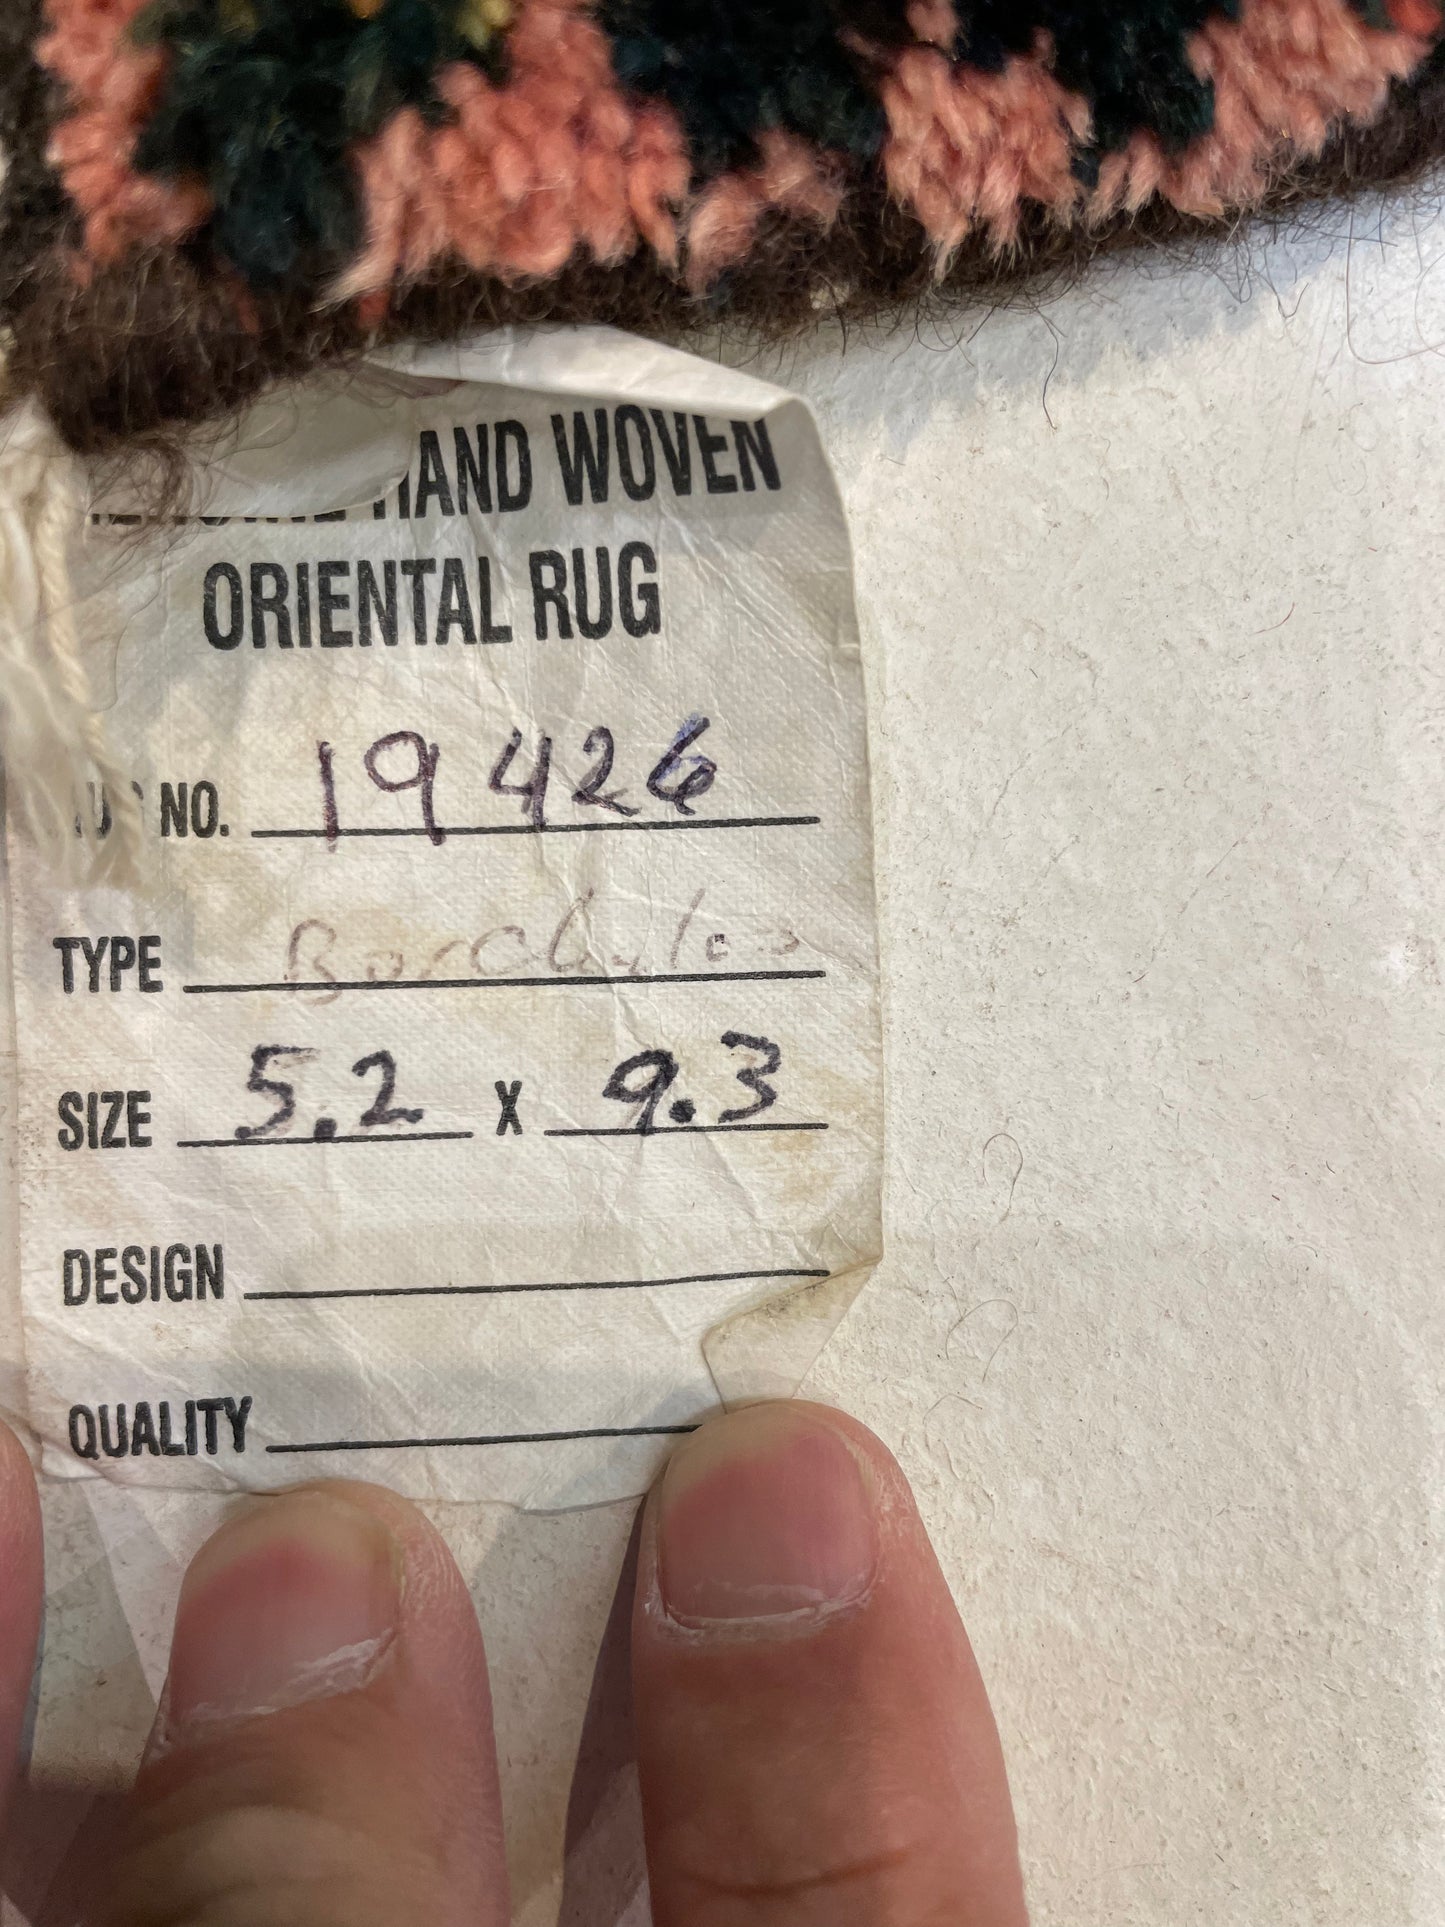 HAND WOVEN
ORIENTAL RUG
NO. 19426
TYPE
SIZE 5.2 X 9.3
DESIGN
QUALITY